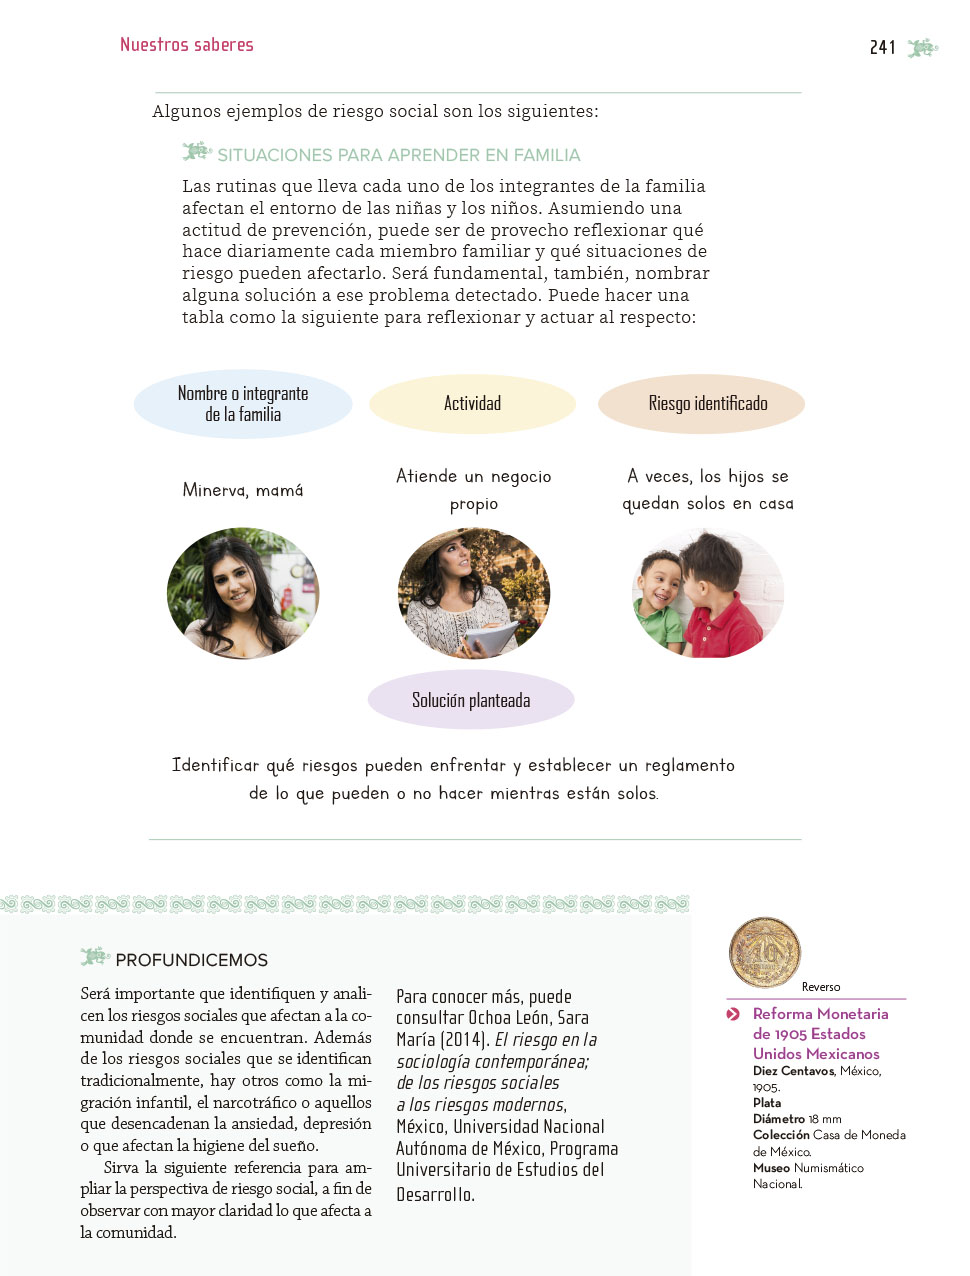 Nuestros saberes
241
Algunos ejemplos de riesgo social son los siguientes:
SITUACIONES PARA APRENDER EN FAMILIA
Las rutinas que lleva cada uno de los integrantes de la familia
afectan el entorno de las niñas y los niños. Asumiendo una
actitud de prevención, puede ser de provecho reflexionar qué
hace diariamente cada miembro familiar y qué situaciones de
riesgo pueden afectarlo. Será fundamental, también, nombrar
alguna solución a ese problema detectado. Puede hacer una
tabla como la siguiente para reflexionar y actuar al respecto:
Nombre o integrante
de la familia
Actividad
Riesgo identificado
Minerva, mamá
Atiende un negocio
propio
A veces, los hijos se
quedan solos en casa
Solución planteada
Identificar qué riesgos pueden enfrentar y establecer un reglamento
de lo que pueden o no hacer mientras están solos.
PROFUNDICEMOS
Será importante que identifiquen y anali-
cen los riesgos sociales que afectan a la co-
munidad donde se encuentran. Además
de los riesgos sociales que se identifican
tradicionalmente, hay otros como la mi-
gración infantil, el narcotráfico o aquellos
que desencadenan la ansiedad, depresión
o que afectan la higiene del sueño.
Sirva la siguiente referencia para am-
pliar la perspectiva de riesgo social, a fin de
observar con mayor claridad lo que afecta a
la comunidad.
Para conocer más, puede
consultar Ochoa León, Sara
María (2014). El riesgo en la
sociología contemporánea;
de los riesgos sociales
a los riesgos modernos,
México, Universidad Nacional
Autónoma de México, Programa
Universitario de Estudios del
Desarrollo.
10
Reverso
Reforma Monetaria
de 1905 Estados
Unidos Mexicanos
Diez Centavos, México,
1905.
Plata
Diámetro 18 mm
Colección Casa de Moneda
de México.
Museo Numismático
Nacional.